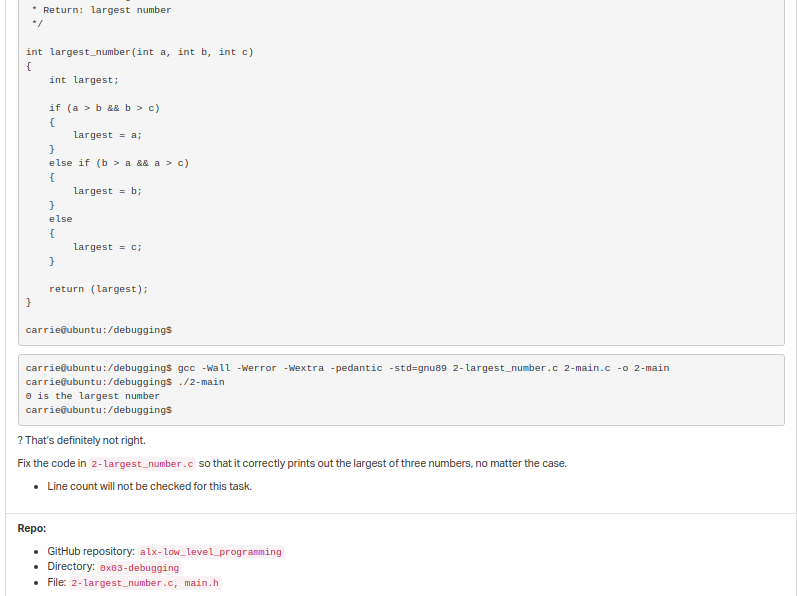 * Return: largest number
*/
int largest_number(int a, int b, int c)
{
int largest;
if (a > b && b > c)
{
largest = a;
}
else if (b > a && a > c)
{
largest = b;
}
else
{
largest = c;
}
return (largest);
}
carrie@ubuntu:/debugging$
carrie@ubuntu:/debugging$ gcc -Wall -Werror -Wextra -pedantic -std=gnu89 2-largest_number.c 2-main.c -o 2-main
carrie@ubuntu:/debugging$ ./2-main
0 is the largest number
carrie@ubuntu:/debugging$
? That's definitely not right.
Fix the code in 2-largest_number.c so that it correctly prints out the largest of three numbers, no matter the case.
• Line count will not be checked for this task.
Repo:
• GitHub repository: alx-low_level_programming
• Directory: 0x03-debugging
• File: 2-largest_number.c, main.h